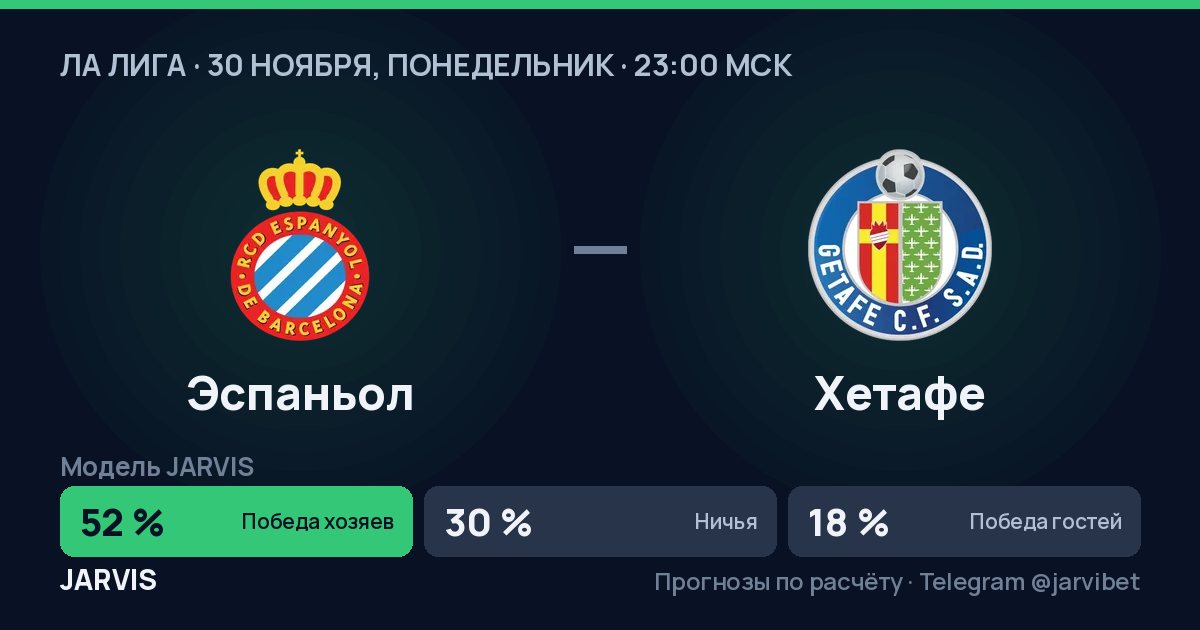 ЛА ЛИГА · 30 НОЯБРЯ, ПОНЕДЕЛЬНИК · 23:00 МСК
RCD ESPANYOL
DE BARCELONA
GETAFE C.F. S.A.D.
Эспаньол
Хетафе
Модель JARVIS
52 % Победа хозяев
30 % Ничья
18 % Победа гостей
JARVIS
Прогнозы по расчёту · Telegram @jarvibet